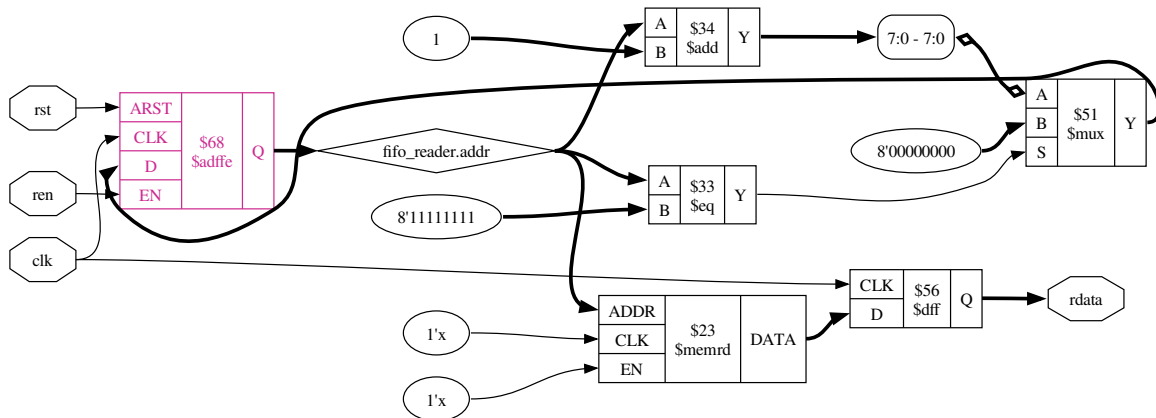 1
A
B
$34
$add
Y
7:0 - 7:0
rst
ren
clk
ARST
CLK
D
EN
$68
$adffe
Q
fifo_reader.addr
A
B
$33
$eq
Y
8'11111111
8'00000000
A
B
S
$51
$mux
Y
1'x
1'x
ADDR
CLK
EN
$23
$memrd
DATA
CLK
D
$56
$dff
Q
rdata